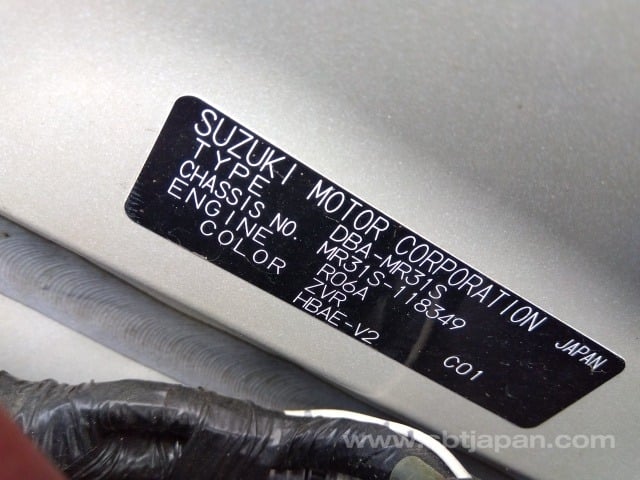 SUZUKI MOTOR CORPORATION JAPAN
TYPE DBA-MR31S
CHASSIS NO. MR31S-118349
ENGINE R06A
COLOR ZVR
HBAE-V2 C01
www.sbtjapan.com